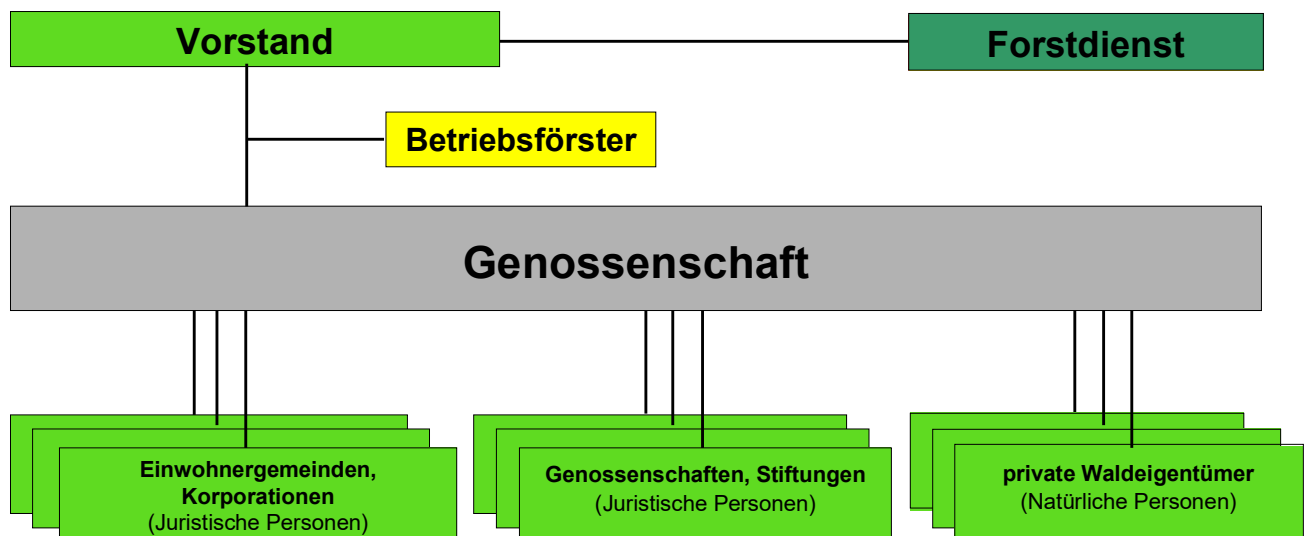 Vorstand
Forstdienst
Betriebsförster
Genossenschaft
Einwohnergemeinden,
Korporationen
(Juristische Personen)
Genossenschaften, Stiftungen
(Juristische Personen)
private Waldeigentümer
(Natürliche Personen)